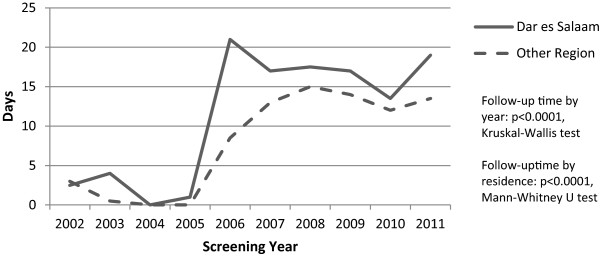 25
20
15
10
5
0
Days
2002 2003 2004 2005 2006 2007 2008 2009 2010 2011
Screening Year
Dar es Salaam
Other Region
Follow-up time by
year: p<0.0001,
Kruskal-Wallis test
Follow-uptime by
residence: p<0.0001,
Mann-Whitney U test